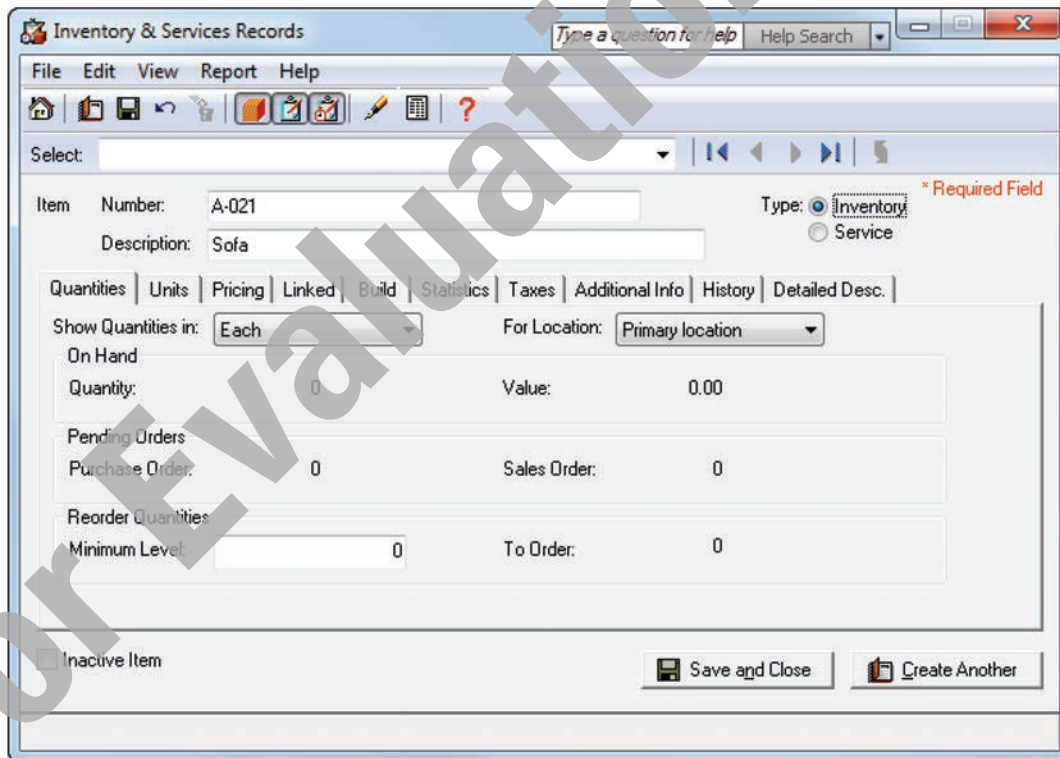 Inventory & Services Records Type a question for help Help Search
File Edit View Report Help
Select:
* Required Field
Item Number: A-021 Type: Inventory
Description: Sofa Service
Quantities Units Pricing Linked Build Statistics Taxes Additional Info History Detailed Desc.
Show Quantities in: Each For Location: Primary location
On Hand
Quantity: 0 Value: 0.00
Pending Orders
Purchase Order: 0 Sales Order: 0
Reorder Quantities
Minimum Level: 0 To Order: 0
Inactive Item Save and Close Create Another
or Evaluation